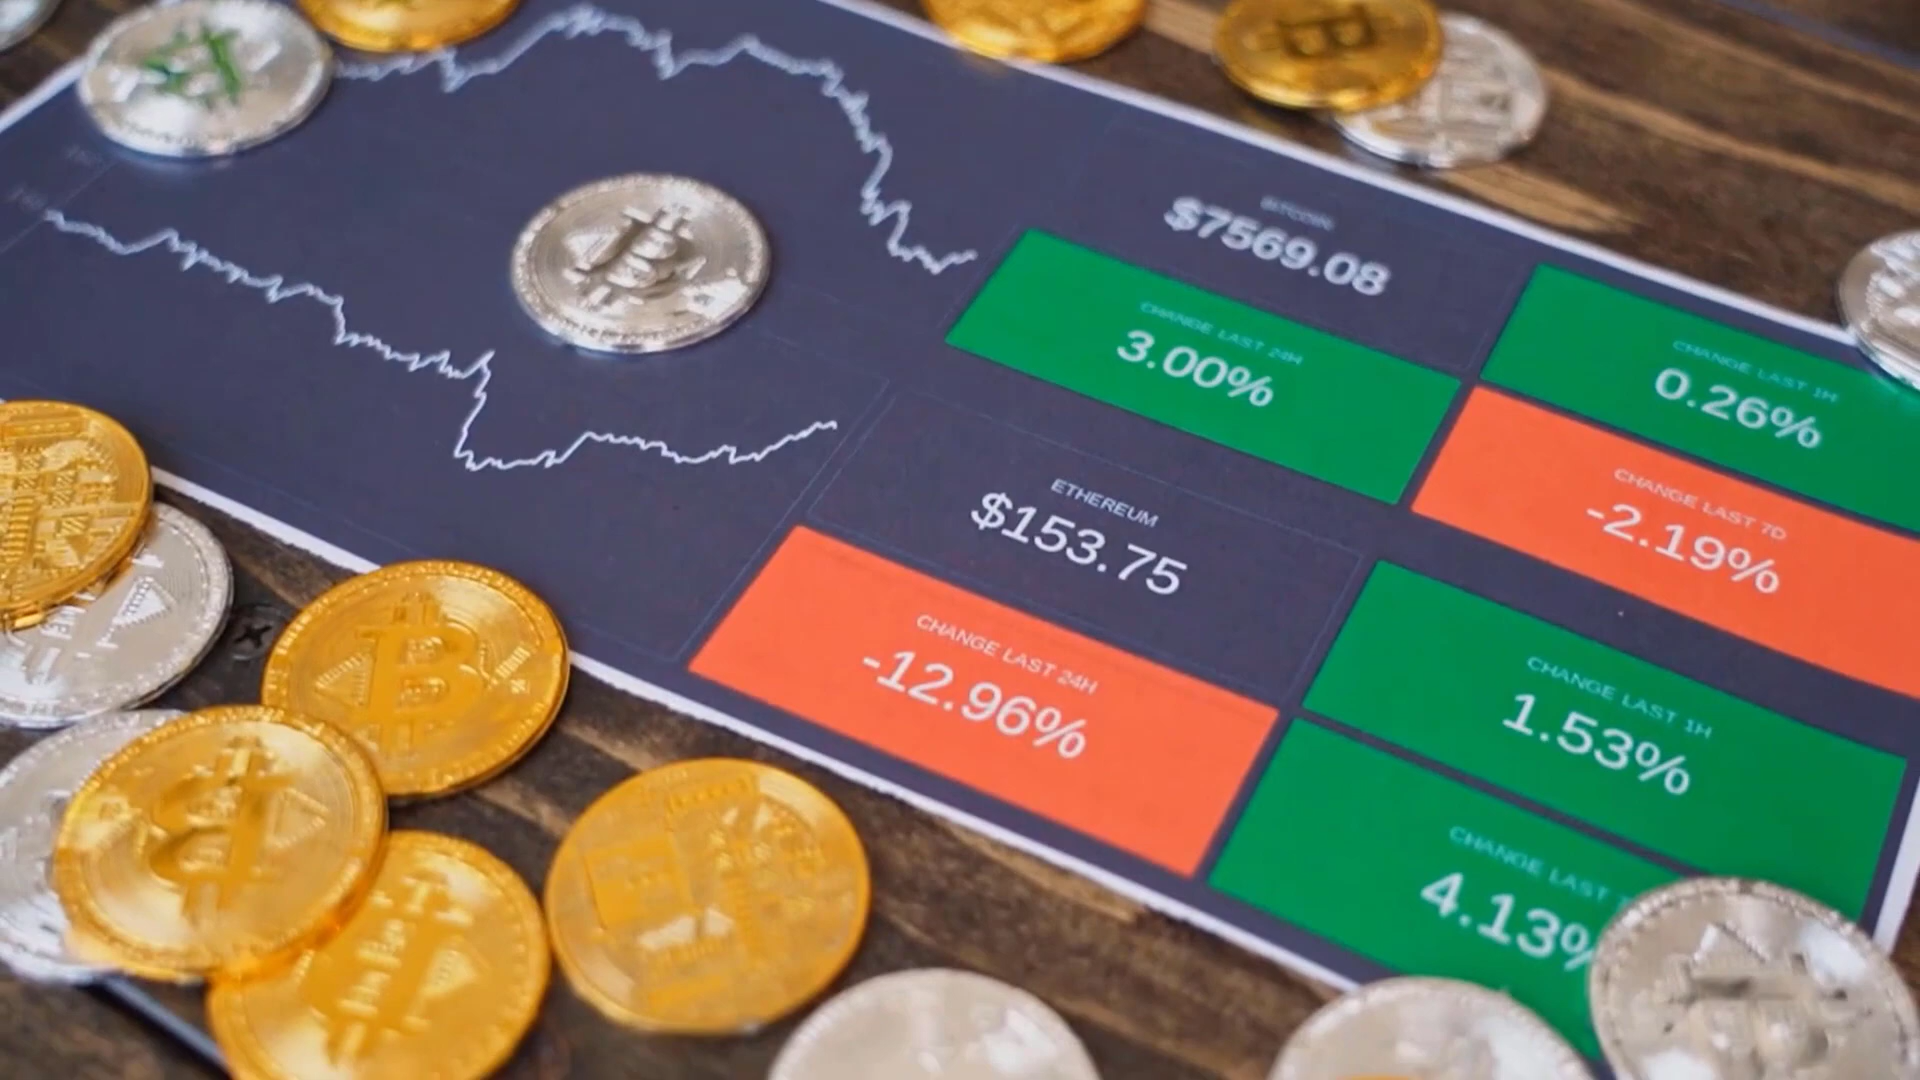 BITCOIN
$7569.08
CHANGE LAST 24H
3.00%
CHANGE LAST 1H
0.26%
CHANGE LAST 7D
-2.19%
ETHEREUM
$153.75
CHANGE LAST 24H
-12.96%
CHANGE LAST 1H
1.53%
CHANGE LAST
4.13%